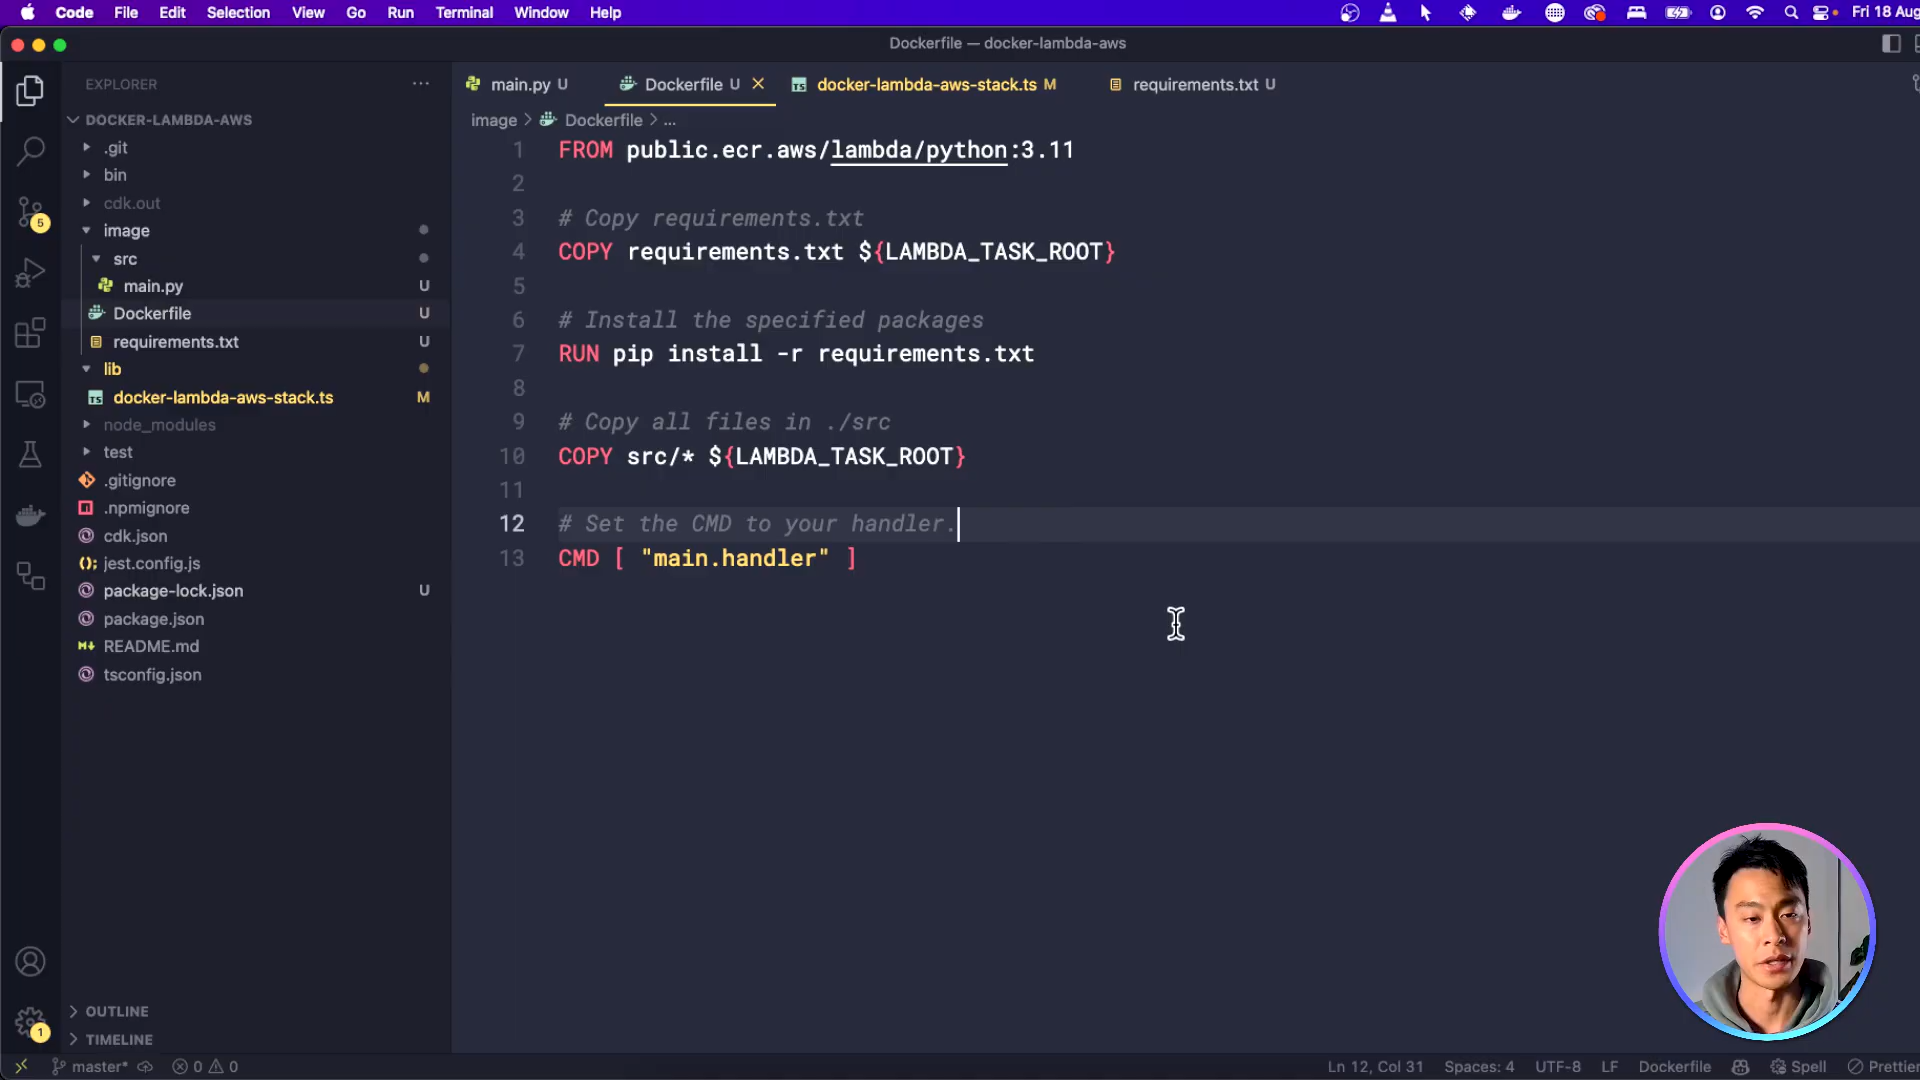 Code File Edit Selection View Go Run Terminal Window Help Fri 18 Aug
Dockerfile — docker-lambda-aws
EXPLORER
DOCKER-LAMBDA-AWS
.git
bin
cdk.out
image
src
main.py U
Dockerfile U
requirements.txt U
lib
TS docker-lambda-aws-stack.ts M
node_modules
test
.gitignore
.npmignore
cdk.json
jest.config.js
package-lock.json U
package.json
README.md
tsconfig.json
OUTLINE
TIMELINE
5
1
main.py U Dockerfile U TS docker-lambda-aws-stack.ts M requirements.txt U
image > Dockerfile > ...
1 FROM public.ecr.aws/lambda/python:3.11
2
3 # Copy requirements.txt
4 COPY requirements.txt ${LAMBDA_TASK_ROOT}
5
6 # Install the specified packages
7 RUN pip install -r requirements.txt
8
9 # Copy all files in ./src
10 COPY src/* ${LAMBDA_TASK_ROOT}
11
12 # Set the CMD to your handler.
13 CMD [ "main.handler" ]
master* 0 0 Ln 12, Col 31 Spaces: 4 UTF-8 LF Dockerfile Spell Prettier